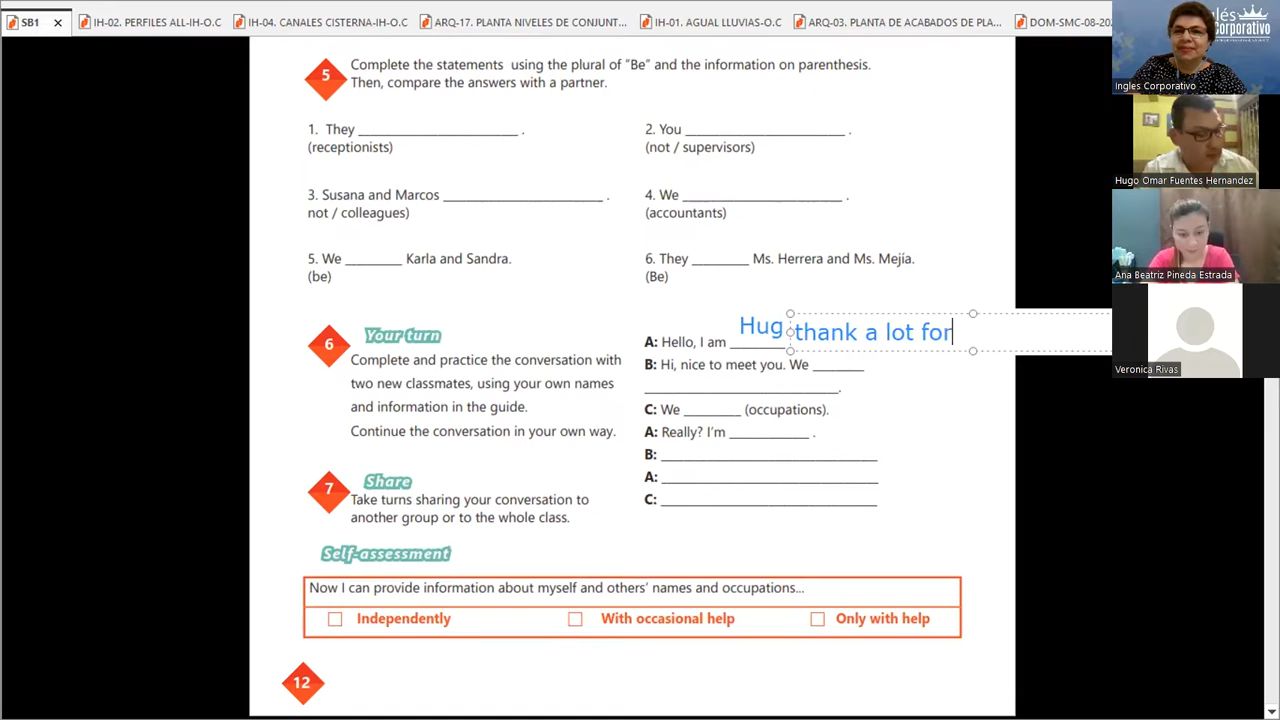 SB1 IH-02. PERFILES ALL-IH-O.C IH-04. CANALES CISTERNA-IH-O.C ARQ-17. PLANTA NIVELES DE CONJUNT... IH-01. AGUAL LLUVIAS-O.C ARQ-03. PLANTA DE ACABADOS DE PLA... DOM-SMC-08-202
Inglés
Corporativo
Ingles Corporativo
Hugo Omar Fuentes Hernandez
Ana Beatriz Pineda Estrada
Veronica Rivas
5 Complete the statements using the plural of “Be” and the information on parenthesis.
Then, compare the answers with a partner.
1. They ______________________ .
(receptionists)
2. You ______________________ .
(not / supervisors)
3. Susana and Marcos ______________________ .
not / colleagues)
4. We ______________________ .
(accountants)
5. We ________ Karla and Sandra.
(be)
6. They ________ Ms. Herrera and Ms. Mejía.
(Be)
6 Your turn
Complete and practice the conversation with
two new classmates, using your own names
and information in the guide.
Continue the conversation in your own way.
Hug thank a lot for
A: Hello, I am ________
B: Hi, nice to meet you. We _______
___________________________.
C: We ________ (occupations).
A: Really? I’m ___________ .
B: ______________________________
A: ______________________________
C: ______________________________
7 Share
Take turns sharing your conversation to
another group or to the whole class.
Self-assessment
Now I can provide information about myself and others’ names and occupations...
Independently With occasional help Only with help
12